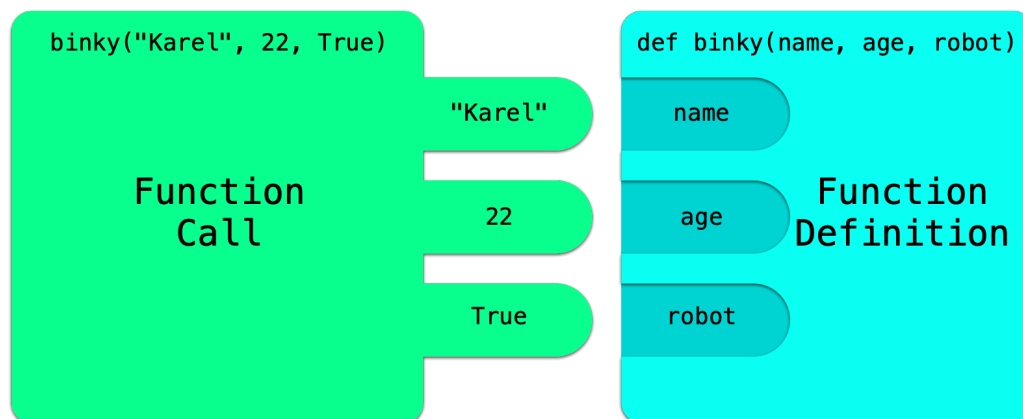 binky("Karel", 22, True)
def binky(name, age, robot)
"Karel"
name
Function
Call
22
age
Function
Definition
True
robot